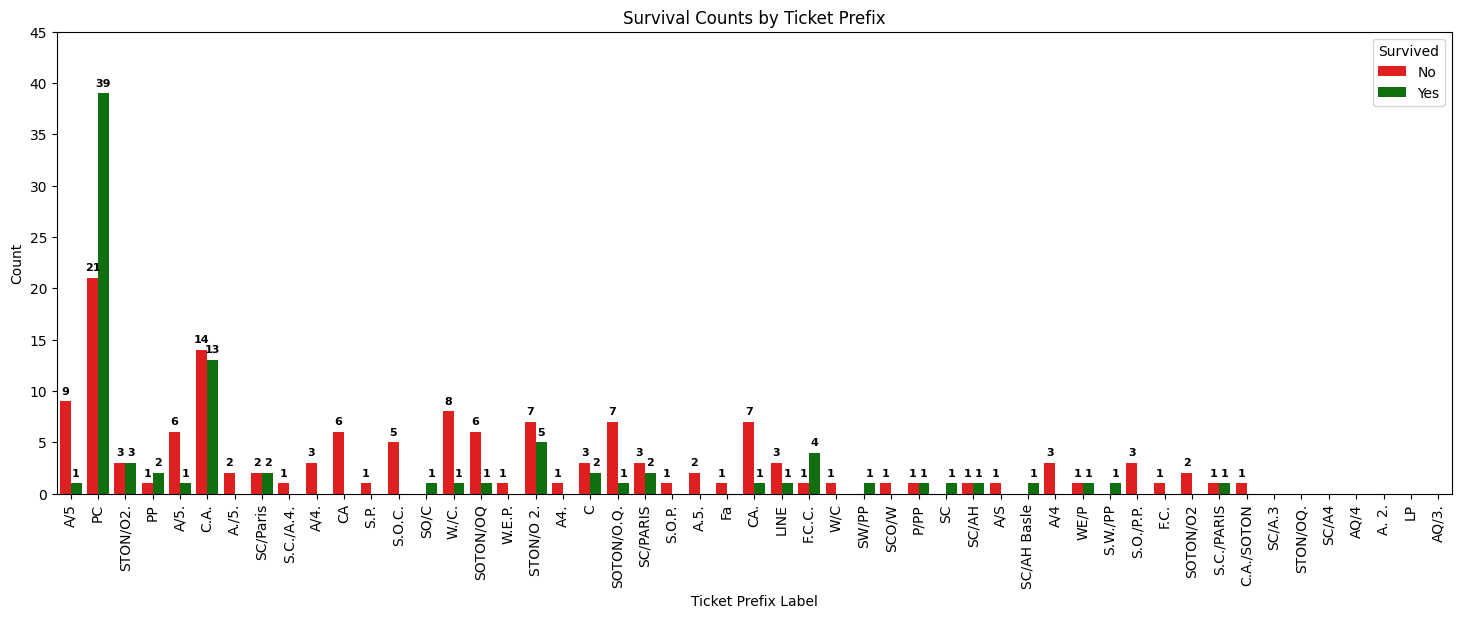 Survival Counts by Ticket Prefix
45
40
35
30
25
20
15
10
5
0
Count
Survived
No
Yes
9 1
21 39
3 3
1 2
6 1
14 13
2
2 2
1
3
6
1
5
1
8 1
6 1
1
7 5
1
3 2
7 1
3 2
1
2
1
7 1
3 1
1 4
1
1
1
1 1
1
1 1
1
1
3
1 1
1
3
1
2
1 1
1
A/5
PC
STON/O2.
PP
A/5.
C.A.
A./5.
SC/Paris
S.C./A.4.
A/4.
CA
S.P.
S.O.C.
SO/C
W./C.
SOTON/OQ
W.E.P.
STON/O 2.
A4.
C
SOTON/O.Q.
SC/PARIS
S.O.P.
A.5.
Fa
CA.
LINE
F.C.C.
W/C
SW/PP
SCO/W
P/PP
SC
SC/AH
A/S
SC/AH Basle
A/4
WE/P
S.W./PP
S.O./P.P.
F.C.
SOTON/O2
S.C./PARIS
C.A./SOTON
SC/A.3
STON/OQ.
SC/A4
AQ/4
A. 2.
LP
AQ/3.
Ticket Prefix Label